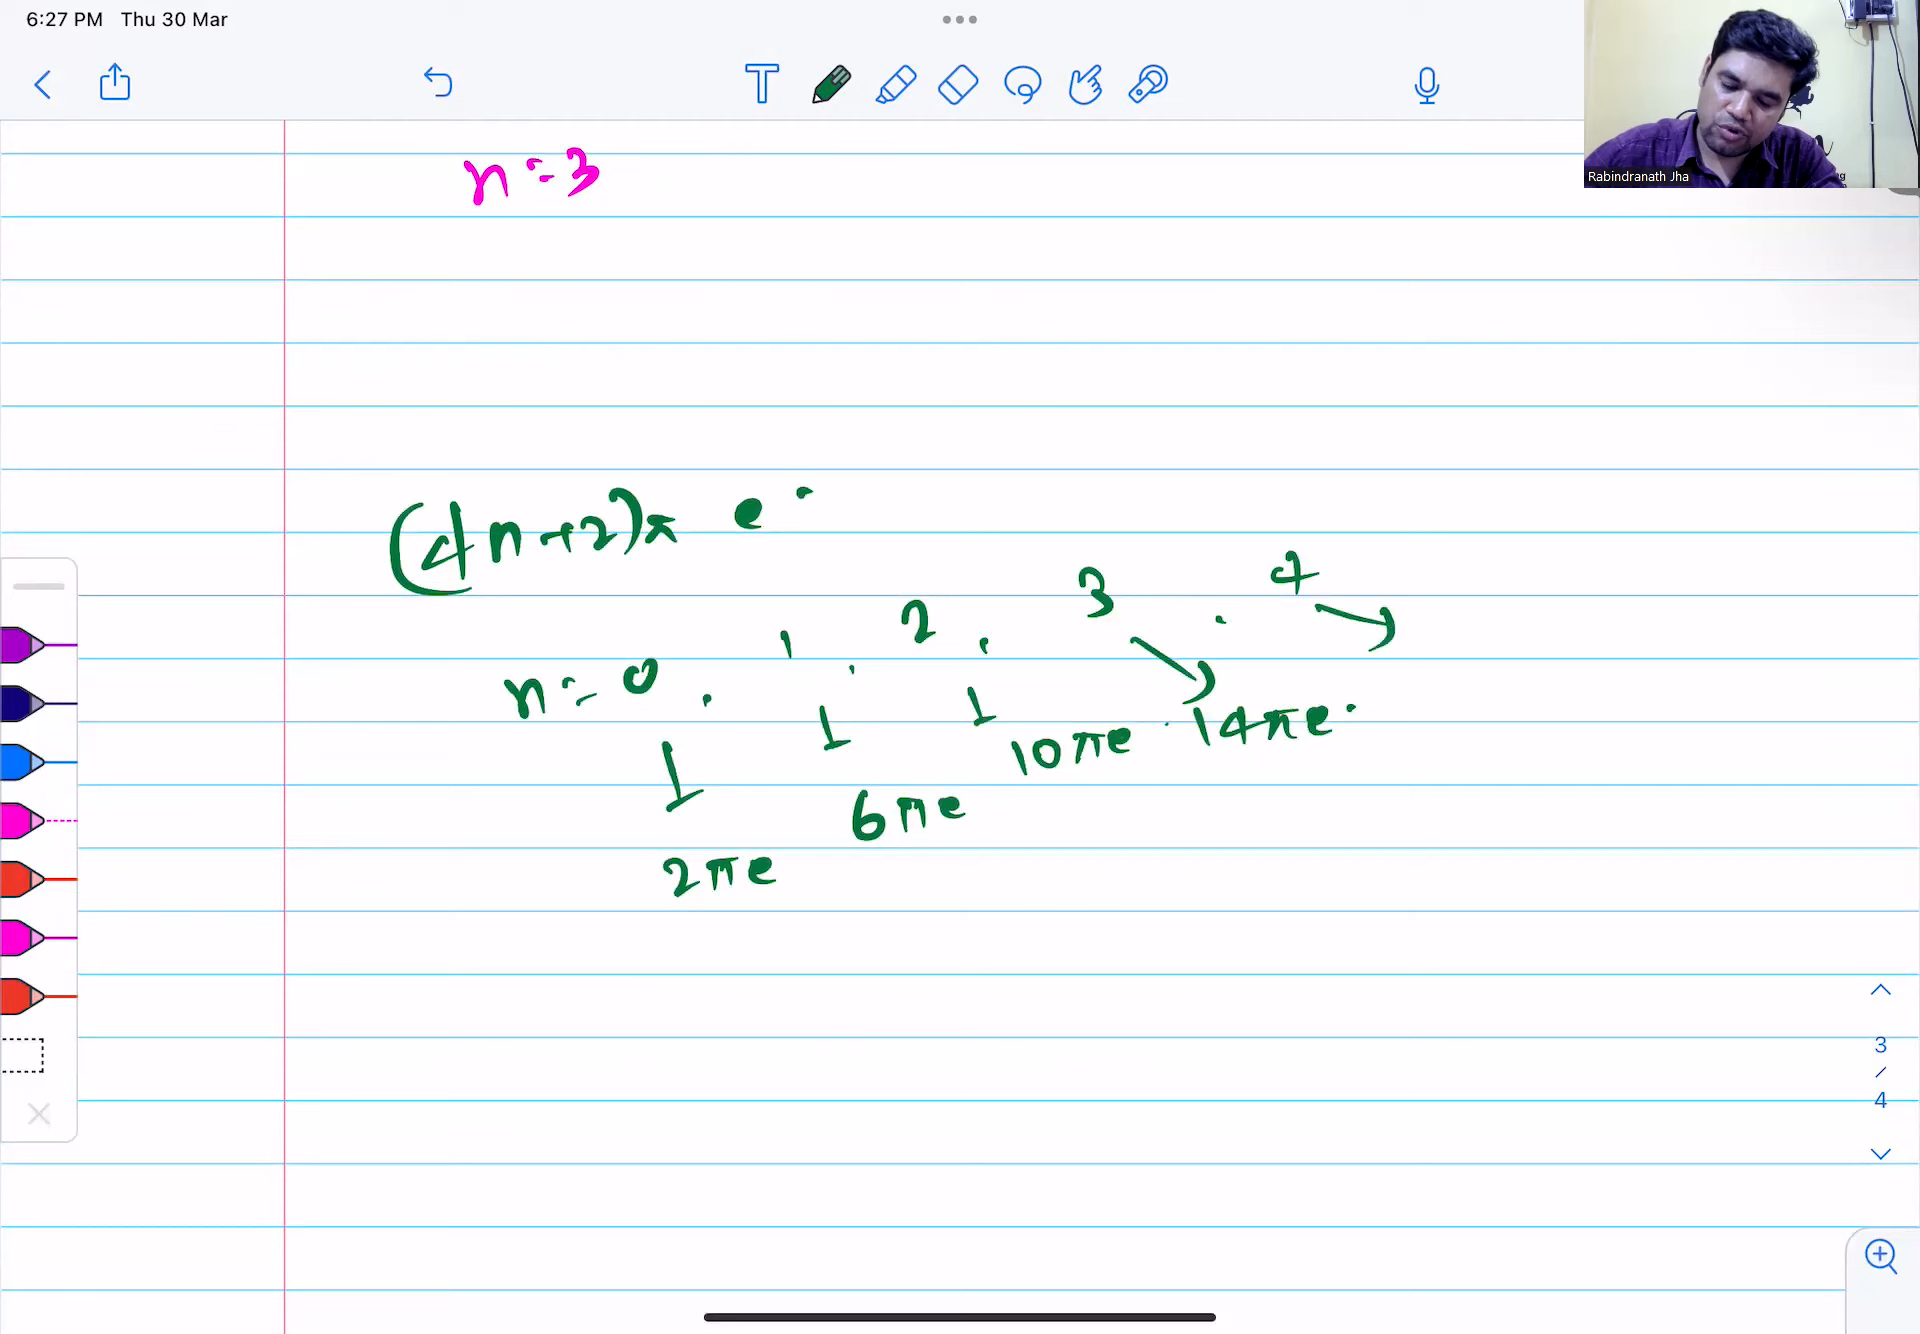 6:27 PM Thu 30 Mar
Rabindranath Jha
n = 3
(4n+2)π e-
n = 0, 1, 2, 3, 4
2πe 6πe 10πe 14πe-
3
/
4